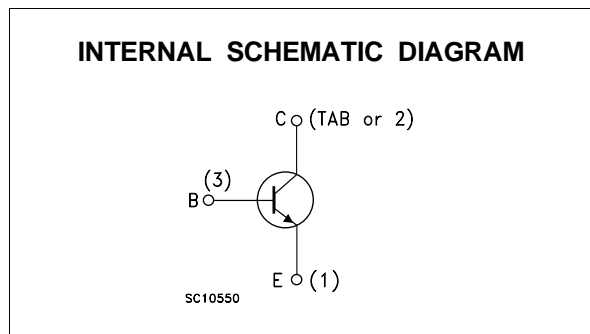 INTERNAL SCHEMATIC DIAGRAM
C (TAB or 2)
(3)
B
E (1)
SC10550